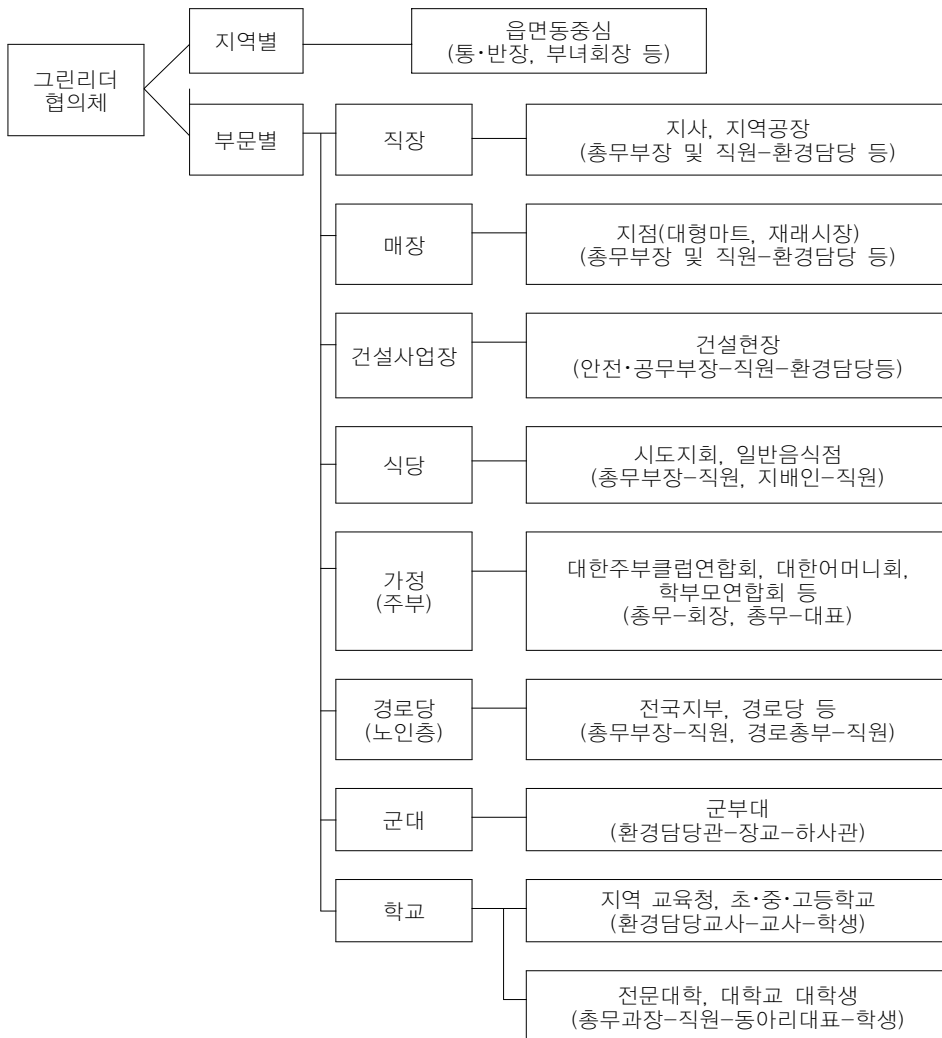 그린리더
협의체
지역별
읍면동중심
(통·반장, 부녀회장 등)
부문별
직장
지사, 지역공장
(총무부장 및 직원-환경담당 등)
매장
지점(대형마트, 재래시장)
(총무부장 및 직원-환경담당 등)
건설사업장
건설현장
(안전·공무부장-직원-환경담당등)
식당
시도지회, 일반음식점
(총무부장-직원, 지배인-직원)
가정
(주부)
대한주부클럽연합회, 대한어머니회,
학부모연합회 등
(총무-회장, 총무-대표)
경로당
(노인층)
전국지부, 경로당 등
(총무부장-직원, 경로총부-직원)
군대
군부대
(환경담당관-장교-하사관)
학교
지역 교육청, 초·중·고등학교
(환경담당교사-교사-학생)
전문대학, 대학교 대학생
(총무과장-직원-동아리대표-학생)